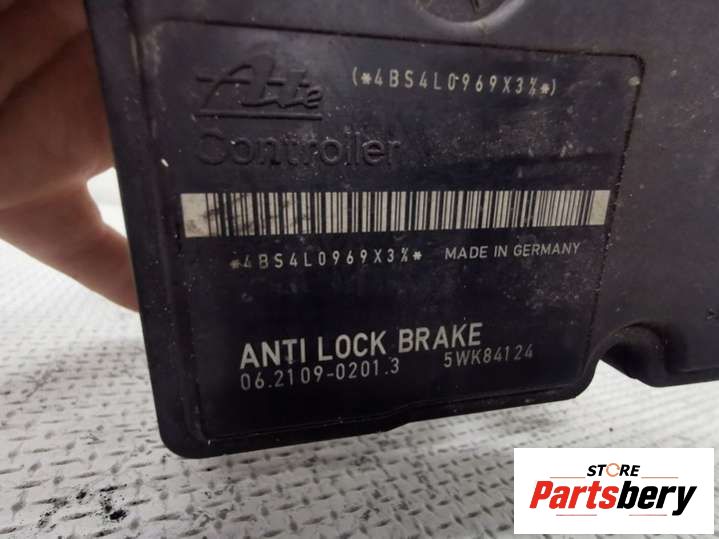 (*4BS4L0969X3%*)
Ate
Controller
*4BS4L0969X3%*
MADE IN GERMANY
ANTI LOCK BRAKE
06.2109-0201.3
5WK84124
STORE
Partsbery